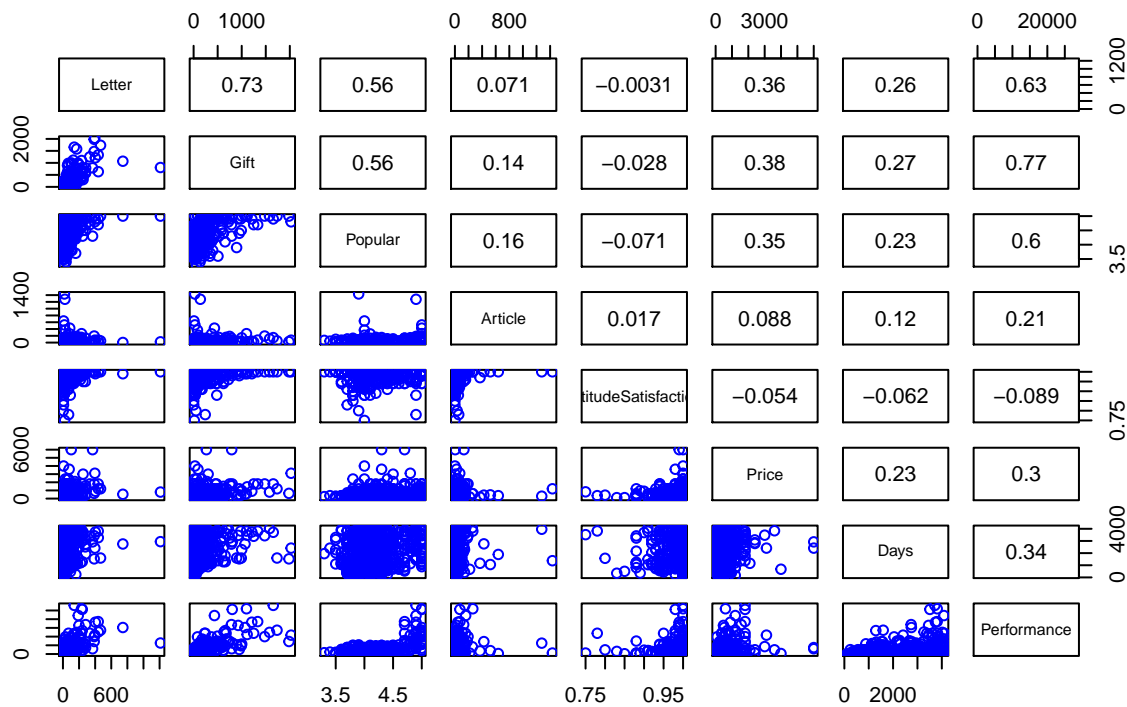 0 1000
0 800
0 3000
0 20000
Letter 0.73 0.56 0.071 −0.0031 0.36 0.26 0.63
0 1200
0 2000
Gift 0.56 0.14 −0.028 0.38 0.27 0.77
Popular 0.16 −0.071 0.35 0.23 0.6
3.5
0 1400
Article 0.017 0.088 0.12 0.21
titudeSatisfactio −0.054 −0.062 −0.089
0.75
0 6000
Price 0.23 0.3
Days 0.34
0 4000
0
Performance
0 600
3.5 4.5
0.75 0.95
0 2000